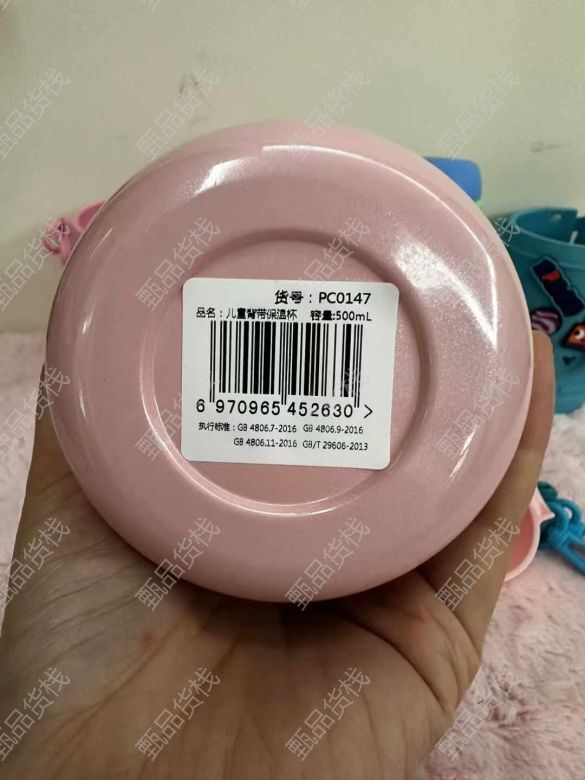 货号：PC0147
品名：儿童背带保温杯 容量:500mL
6 970965 452630 >
执行标准：GB 4806.7-2016 GB 4806.9-2016
GB 4806.11-2016 GB/T 29606-2013
甄品货栈